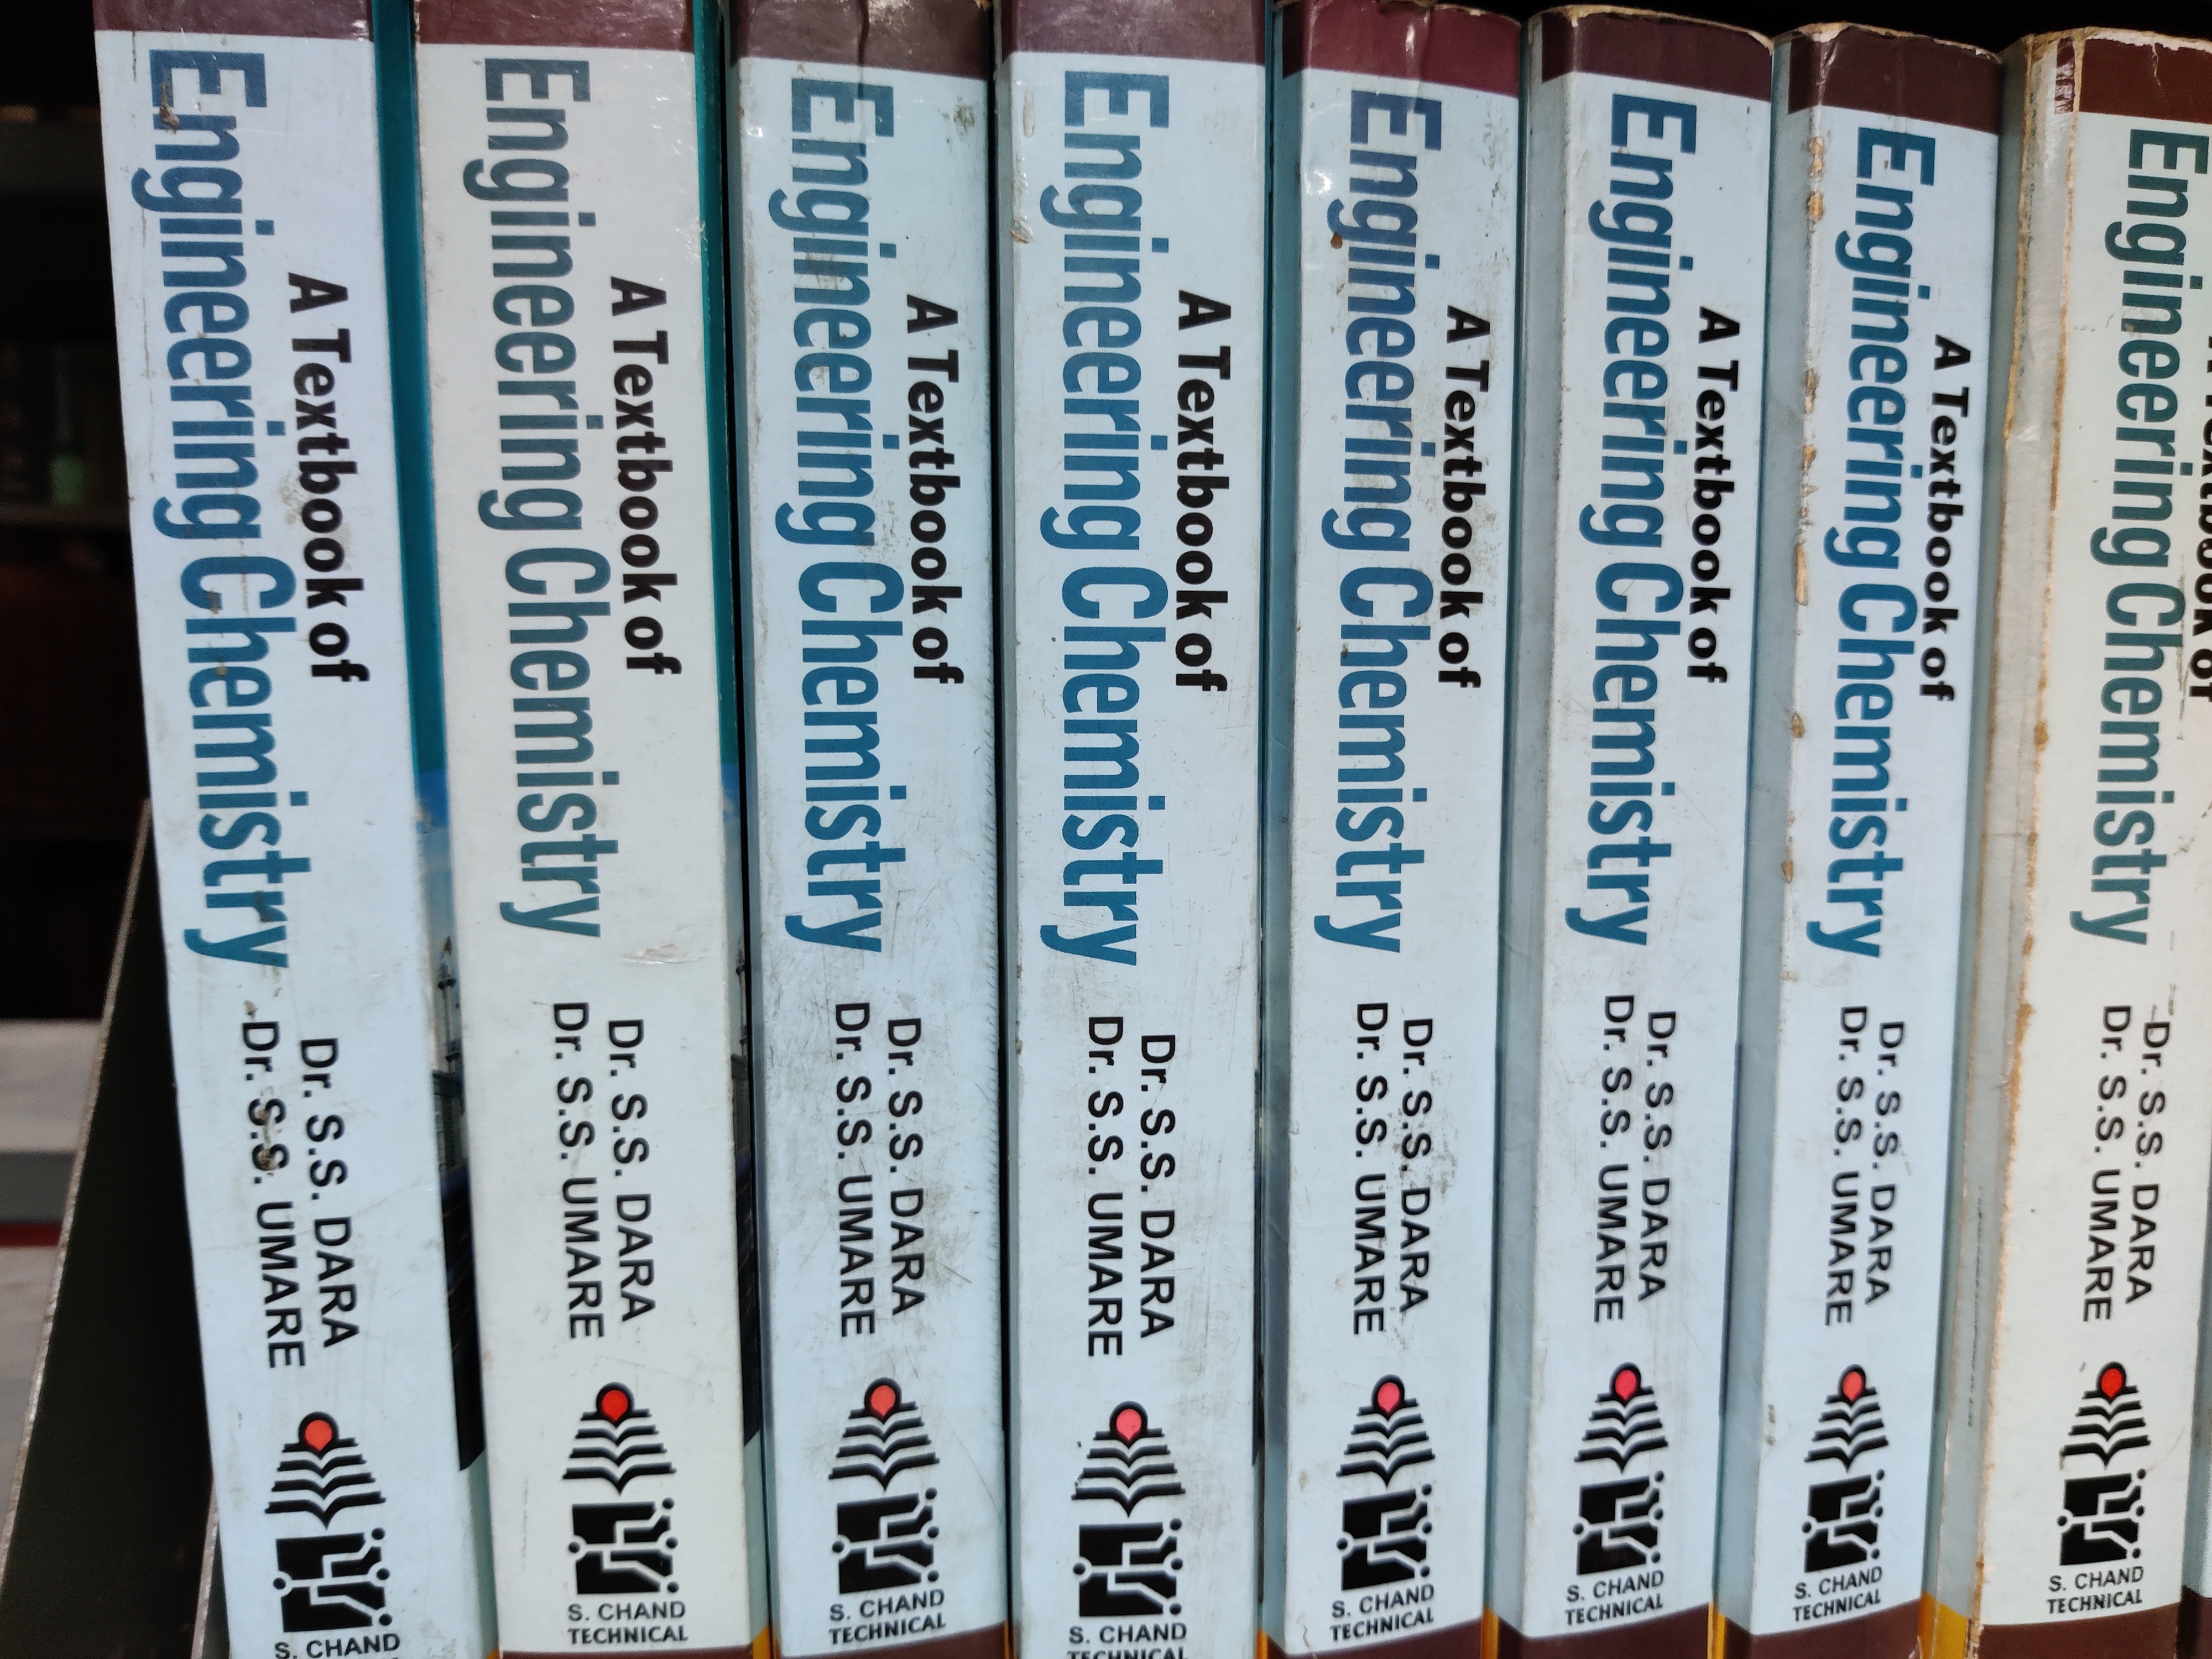 A Textbook of
Engineering Chemistry
Dr. S.S. DARA
Dr. S.S. UMARE
S. CHAND
A Textbook of
Engineering Chemistry
Dr. S.S. DARA
Dr. S.S. UMARE
S. CHAND
TECHNICAL
A Textbook of
Engineering Chemistry
Dr. S.S. DARA
Dr. S.S. UMARE
S. CHAND
TECHNICAL
A Textbook of
Engineering Chemistry
Dr. S.S. DARA
Dr. S.S. UMARE
S. CHAND
TECHNICAL
A Textbook of
Engineering Chemistry
Dr. S.S. DARA
Dr. S.S. UMARE
S. CHAND
TECHNICAL
A Textbook of
Engineering Chemistry
Dr. S.S. DARA
Dr. S.S. UMARE
S. CHAND
TECHNICAL
A Textbook of
Engineering Chemistry
Dr. S.S. DARA
Dr. S.S. UMARE
S. CHAND
TECHNICAL
A Textbook of
Engineering Chemistry
Dr. S.S. DARA
Dr. S.S. UMARE
S. CHAND
TECHNICAL